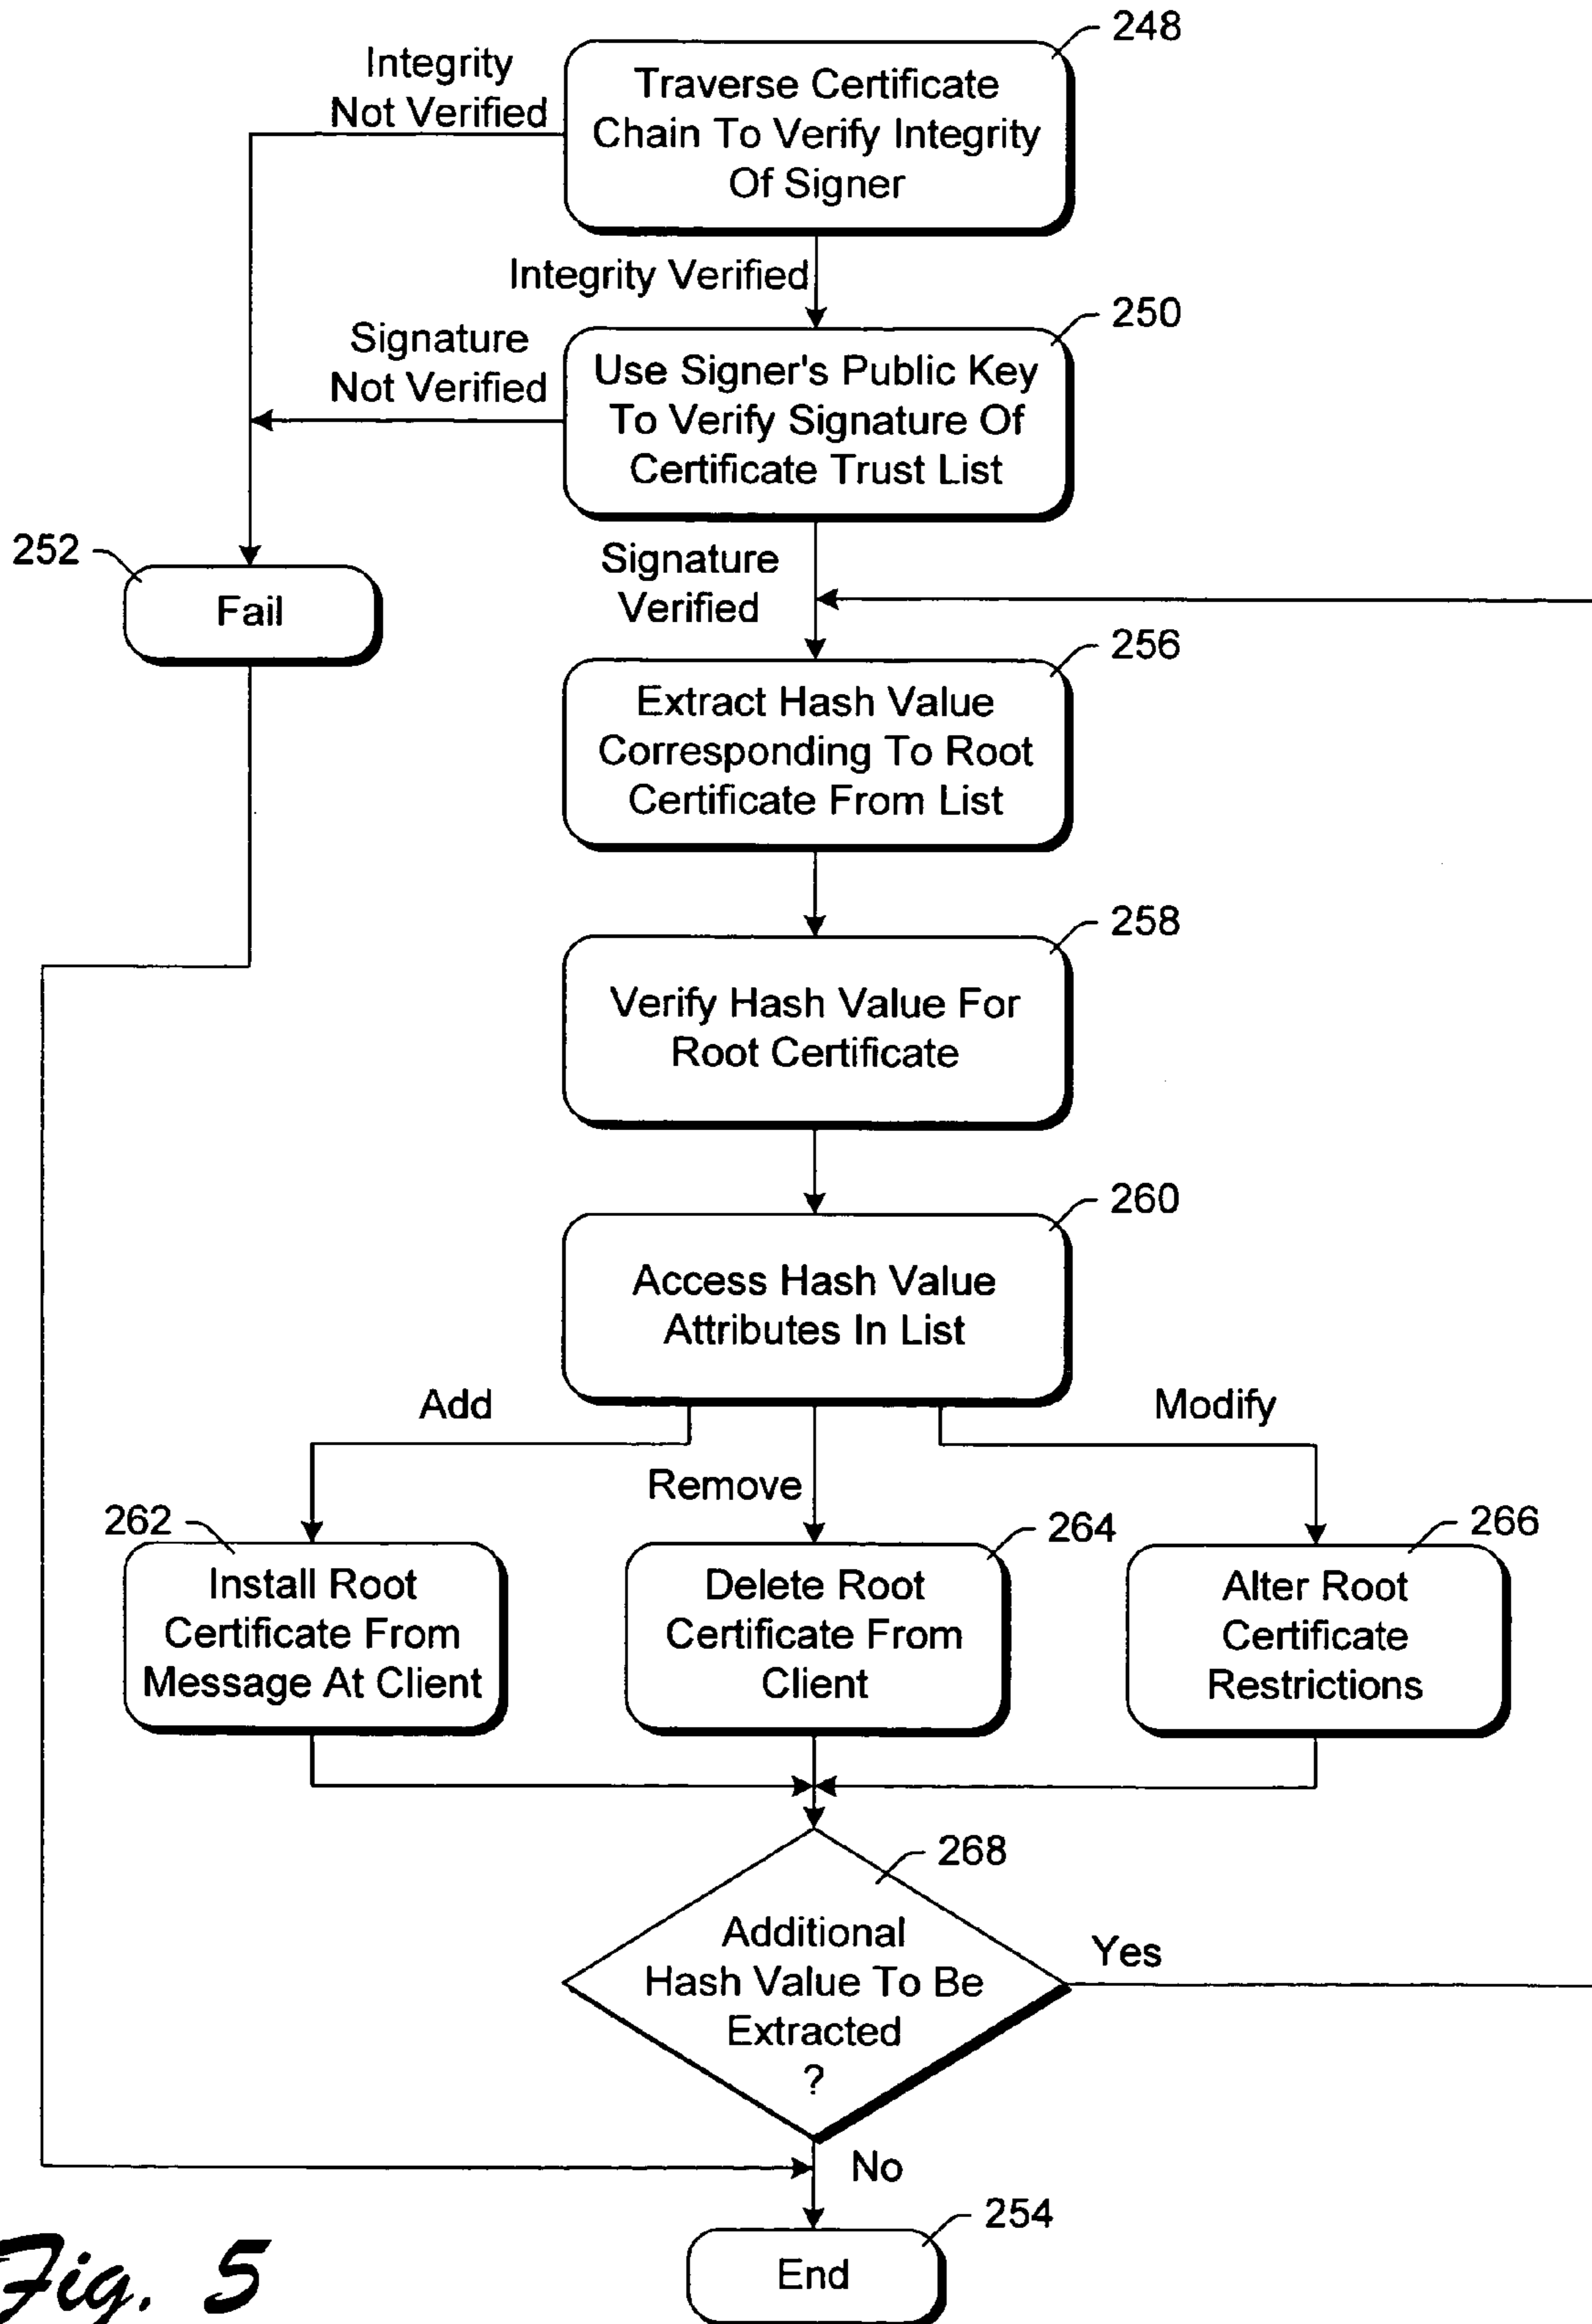 248
Integrity
Not Verified
Traverse Certificate
Chain To Verify Integrity
Of Signer
Integrity Verified
250
Signature
Not Verified
Use Signer's Public Key
To Verify Signature Of
Certificate Trust List
252
Fail
Signature
Verified
256
Extract Hash Value
Corresponding To Root
Certificate From List
258
Verify Hash Value For
Root Certificate
260
Access Hash Value
Attributes In List
Add
Remove
Modify
262
Install Root
Certificate From
Message At Client
264
Delete Root
Certificate From
Client
266
Alter Root
Certificate
Restrictions
268
Additional
Hash Value To Be
Extracted
?
Yes
No
254
End
Fig. 5